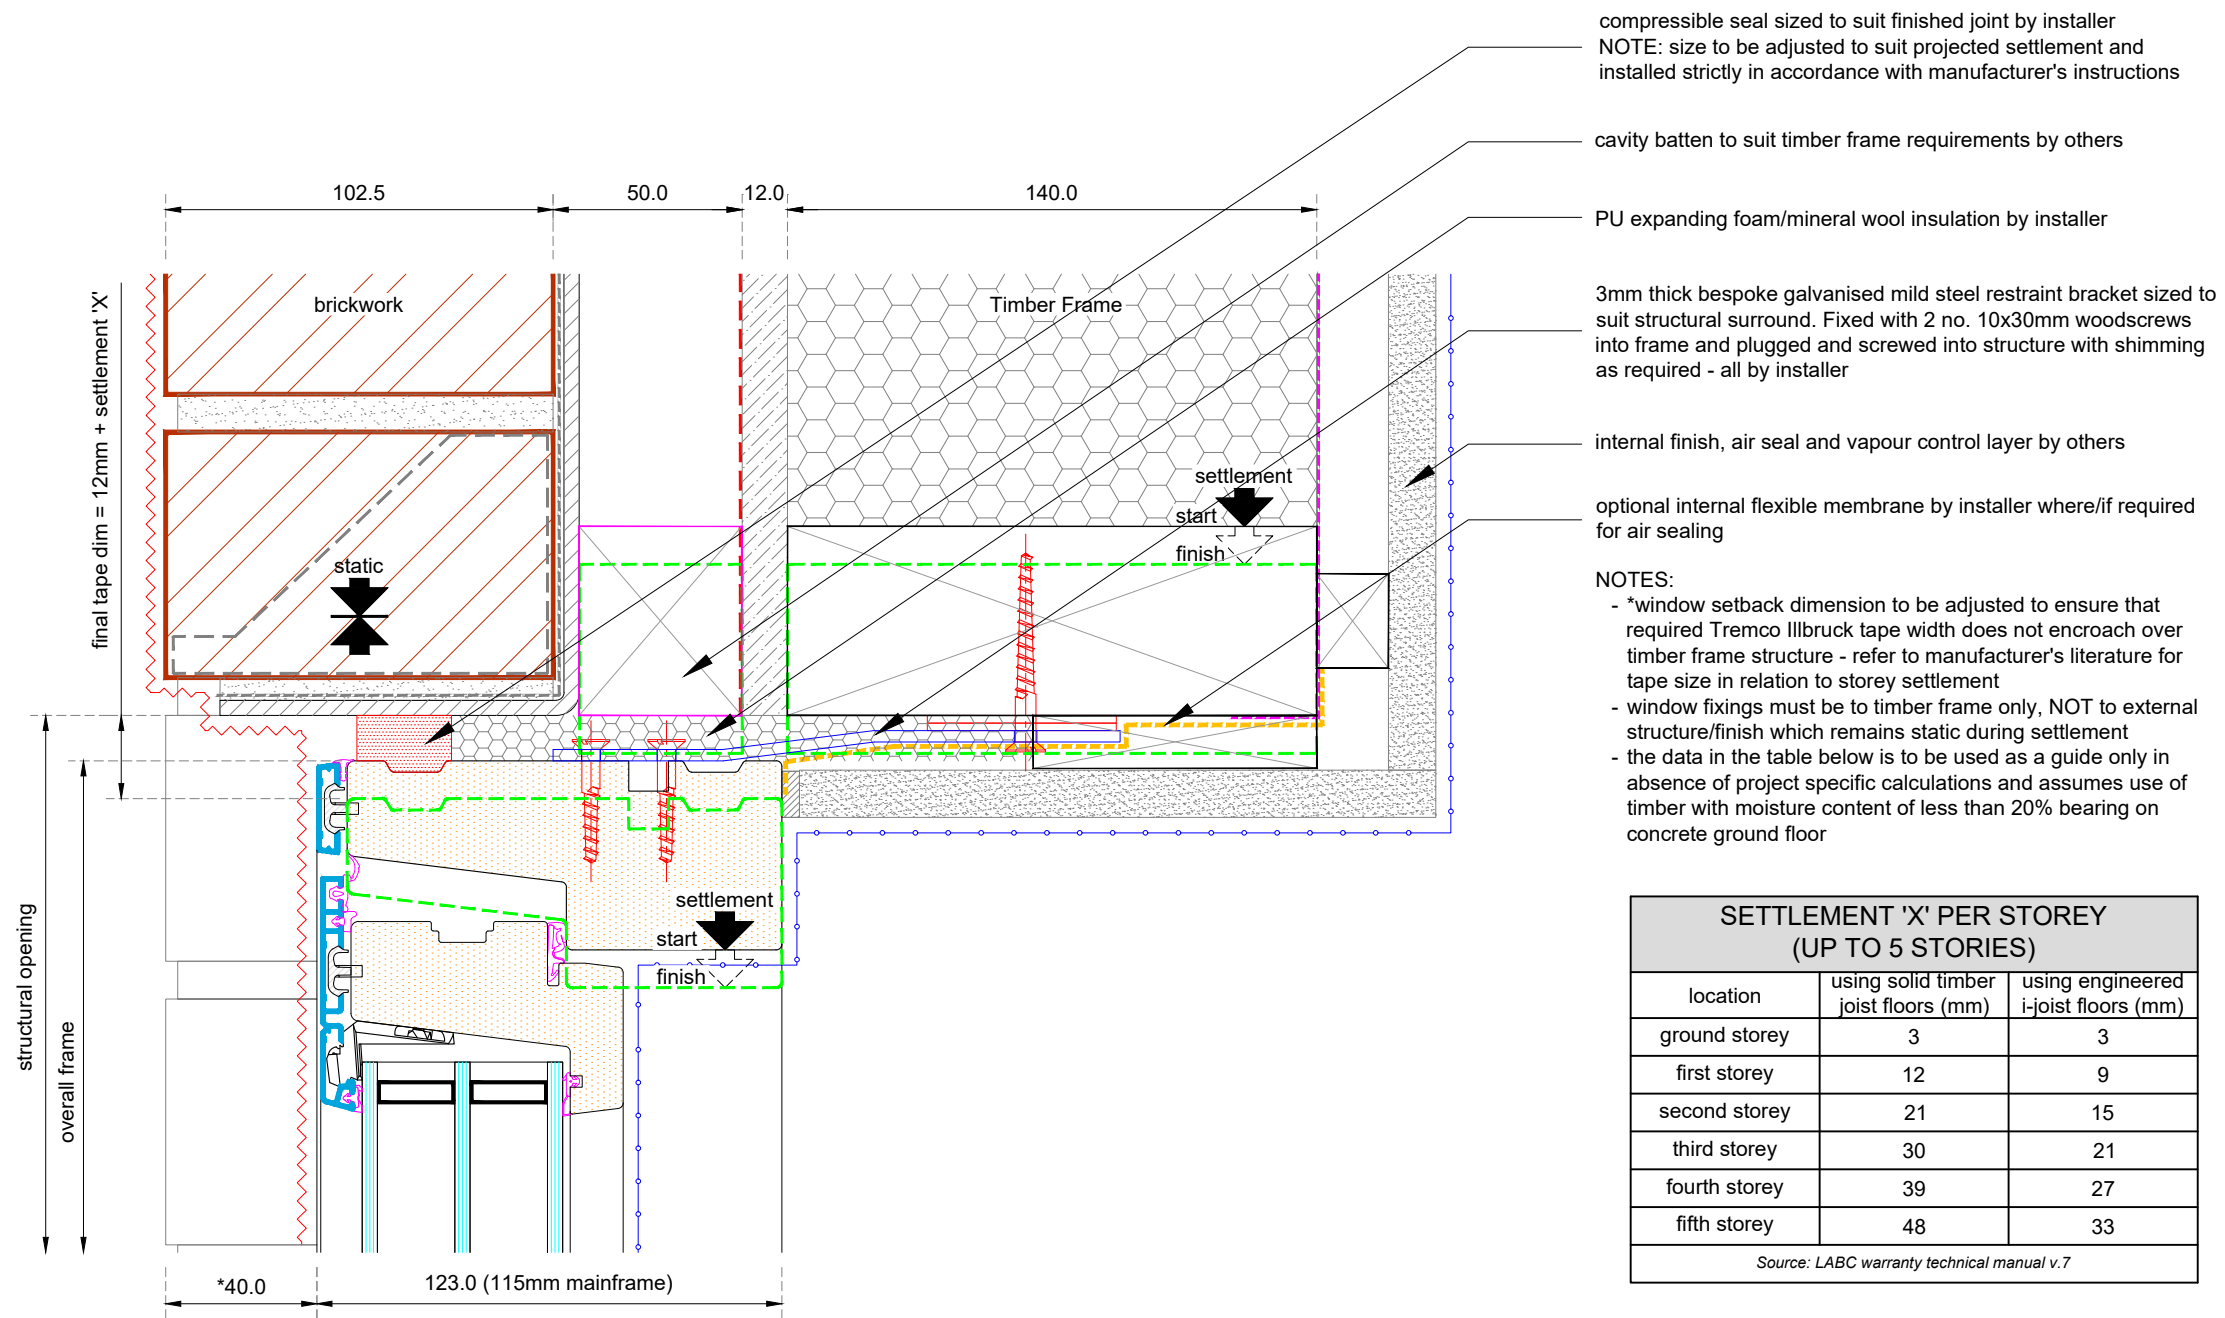 compressible seal sized to suit finished joint by installer
NOTE: size to be adjusted to suit projected settlement and
installed strictly in accordance with manufacturer's instructions
cavity batten to suit timber frame requirements by others
102.5
50.0
12.0
140.0
PU expanding foam/mineral wool insulation by installer
brickwork
Timber Frame
3mm thick bespoke galvanised mild steel restraint bracket sized to
suit structural surround. Fixed with 2 no. 10x30mm woodscrews
into frame and plugged and screwed into structure with shimming
as required - all by installer
final tape dim = 12mm + settlement 'X'
internal finish, air seal and vapour control layer by others
settlement
start
finish
optional internal flexible membrane by installer where/if required
for air sealing
static
NOTES:
- *window setback dimension to be adjusted to ensure that
required Tremco Illbruck tape width does not encroach over
timber frame structure - refer to manufacturer's literature for
tape size in relation to storey settlement
- window fixings must be to timber frame only, NOT to external
structure/finish which remains static during settlement
- the data in the table below is to be used as a guide only in
absence of project specific calculations and assumes use of
timber with moisture content of less than 20% bearing on
concrete ground floor
settlement
start
finish
structural opening
overall frame
SETTLEMENT 'X' PER STOREY
(UP TO 5 STORIES)
location
using solid timber
joist floors (mm)
using engineered
i-joist floors (mm)
ground storey 3 3
first storey 12 9
second storey 21 15
third storey 30 21
fourth storey 39 27
fifth storey 48 33
Source: LABC warranty technical manual v.7
*40.0
123.0 (115mm mainframe)